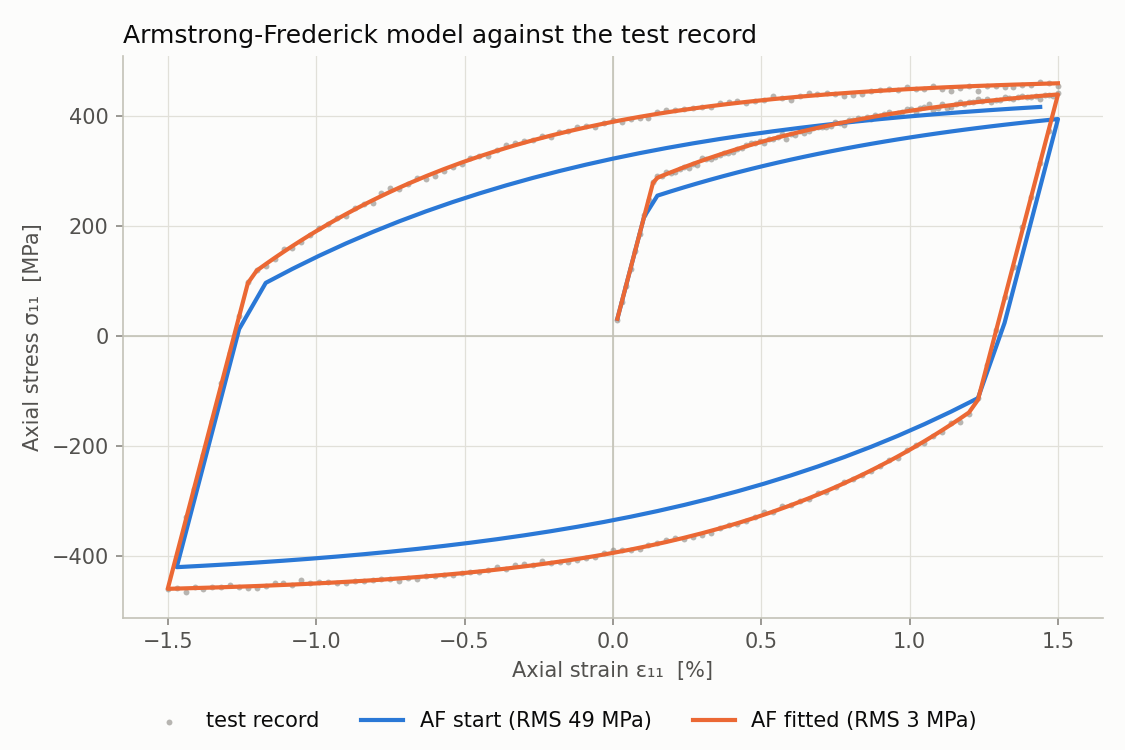 Armstrong-Frederick model against the test record
Axial stress σ₁₁ [MPa]
400
200
0
−200
−400
−1.5
−1.0
−0.5
0.0
0.5
1.0
1.5
Axial strain ε₁₁ [%]
test record
AF start (RMS 49 MPa)
AF fitted (RMS 3 MPa)